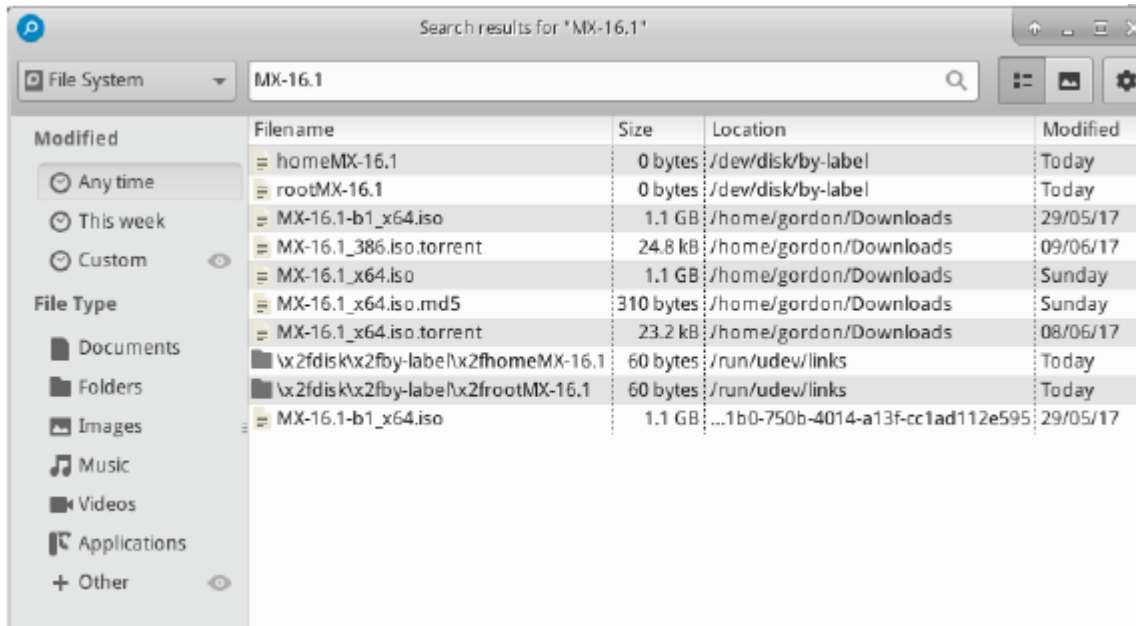 Search results for "MX-16.1"
File System MX-16.1
Modified
Any time
This week
Custom
File Type
Documents
Folders
Images
Music
Videos
Applications
Other
Filename Size Location Modified
homeMX-16.1 0 bytes /dev/disk/by-label Today
rootMX-16.1 0 bytes /dev/disk/by-label Today
MX-16.1-b1_x64.iso 1.1 GB /home/gordon/Downloads 29/05/17
MX-16.1_386.iso.torrent 24.8 kB /home/gordon/Downloads 09/06/17
MX-16.1_x64.iso 1.1 GB /home/gordon/Downloads Sunday
MX-16.1_x64.iso.md5 310 bytes /home/gordon/Downloads Sunday
MX-16.1_x64.iso.torrent 23.2 kB /home/gordon/Downloads 08/06/17
\x2fdisk\x2fby-label\x2fhomeMX-16.1 60 bytes /run/udev/links Today
\x2fdisk\x2fby-label\x2frootMX-16.1 60 bytes /run/udev/links Today
MX-16.1-b1_x64.iso 1.1 GB ...1b0-750b-4014-a13f-cc1ad112e595 29/05/17